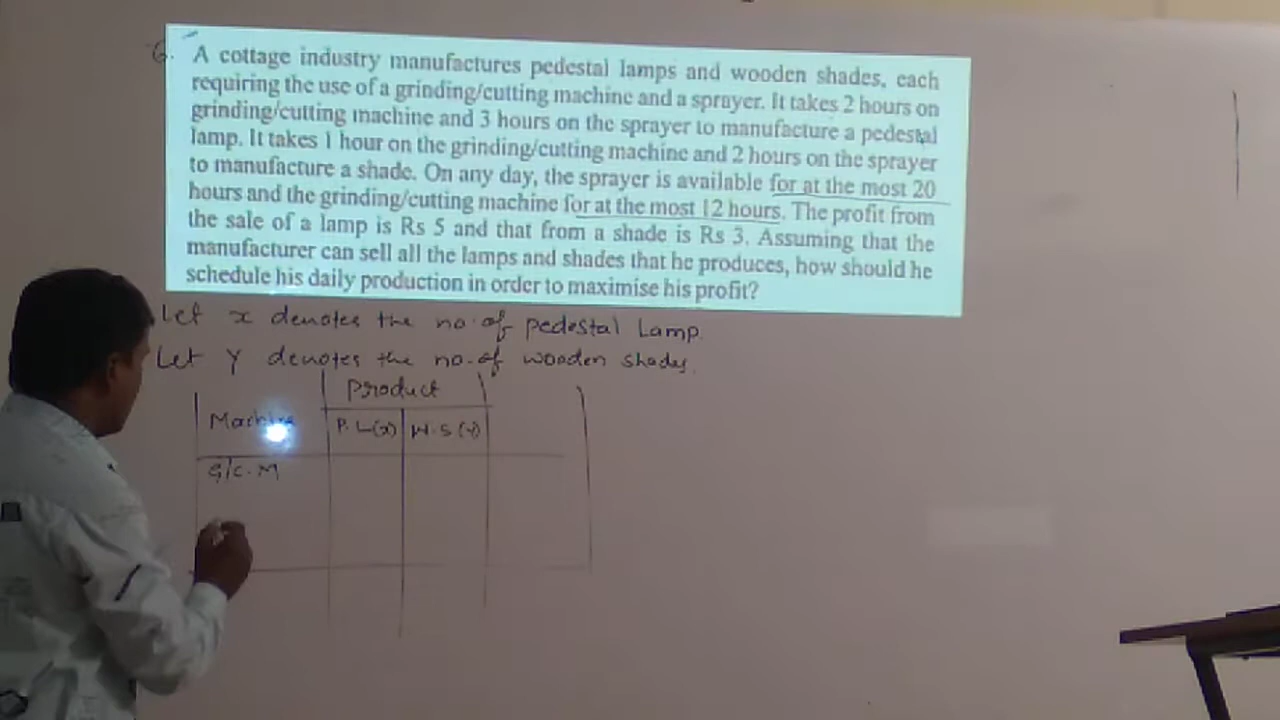 6. A cottage industry manufactures pedestal lamps and wooden shades, each
requiring the use of a grinding/cutting machine and a sprayer. It takes 2 hours on
grinding/cutting machine and 3 hours on the sprayer to manufacture a pedestal
lamp. It takes 1 hour on the grinding/cutting machine and 2 hours on the sprayer
to manufacture a shade. On any day, the sprayer is available for at the most 20
hours and the grinding/cutting machine for at the most 12 hours. The profit from
the sale of a lamp is Rs 5 and that from a shade is Rs 3. Assuming that the
manufacturer can sell all the lamps and shades that he produces, how should he
schedule his daily production in order to maximise his profit?
Let x denotes the no. of pedestal Lamp.
Let Y denotes the no. of wooden shades.
Product
Machine P. L(x) W.S (Y)
G/C.M